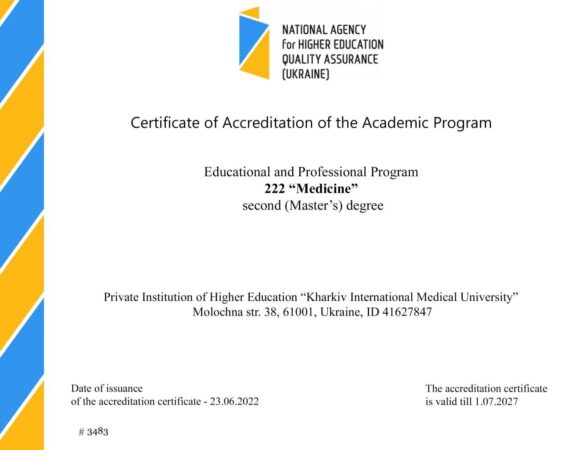 NATIONAL AGENCY
for HIGHER EDUCATION
QUALITY ASSURANCE
(UKRAINE)
Certificate of Accreditation of the Academic Program
Educational and Professional Program
222 “Medicine”
second (Master’s) degree
Private Institution of Higher Education “Kharkiv International Medical University”
Molochna str. 38, 61001, Ukraine, ID 41627847
Date of issuance
of the accreditation certificate - 23.06.2022
The accreditation certificate
is valid till 1.07.2027
# 3483